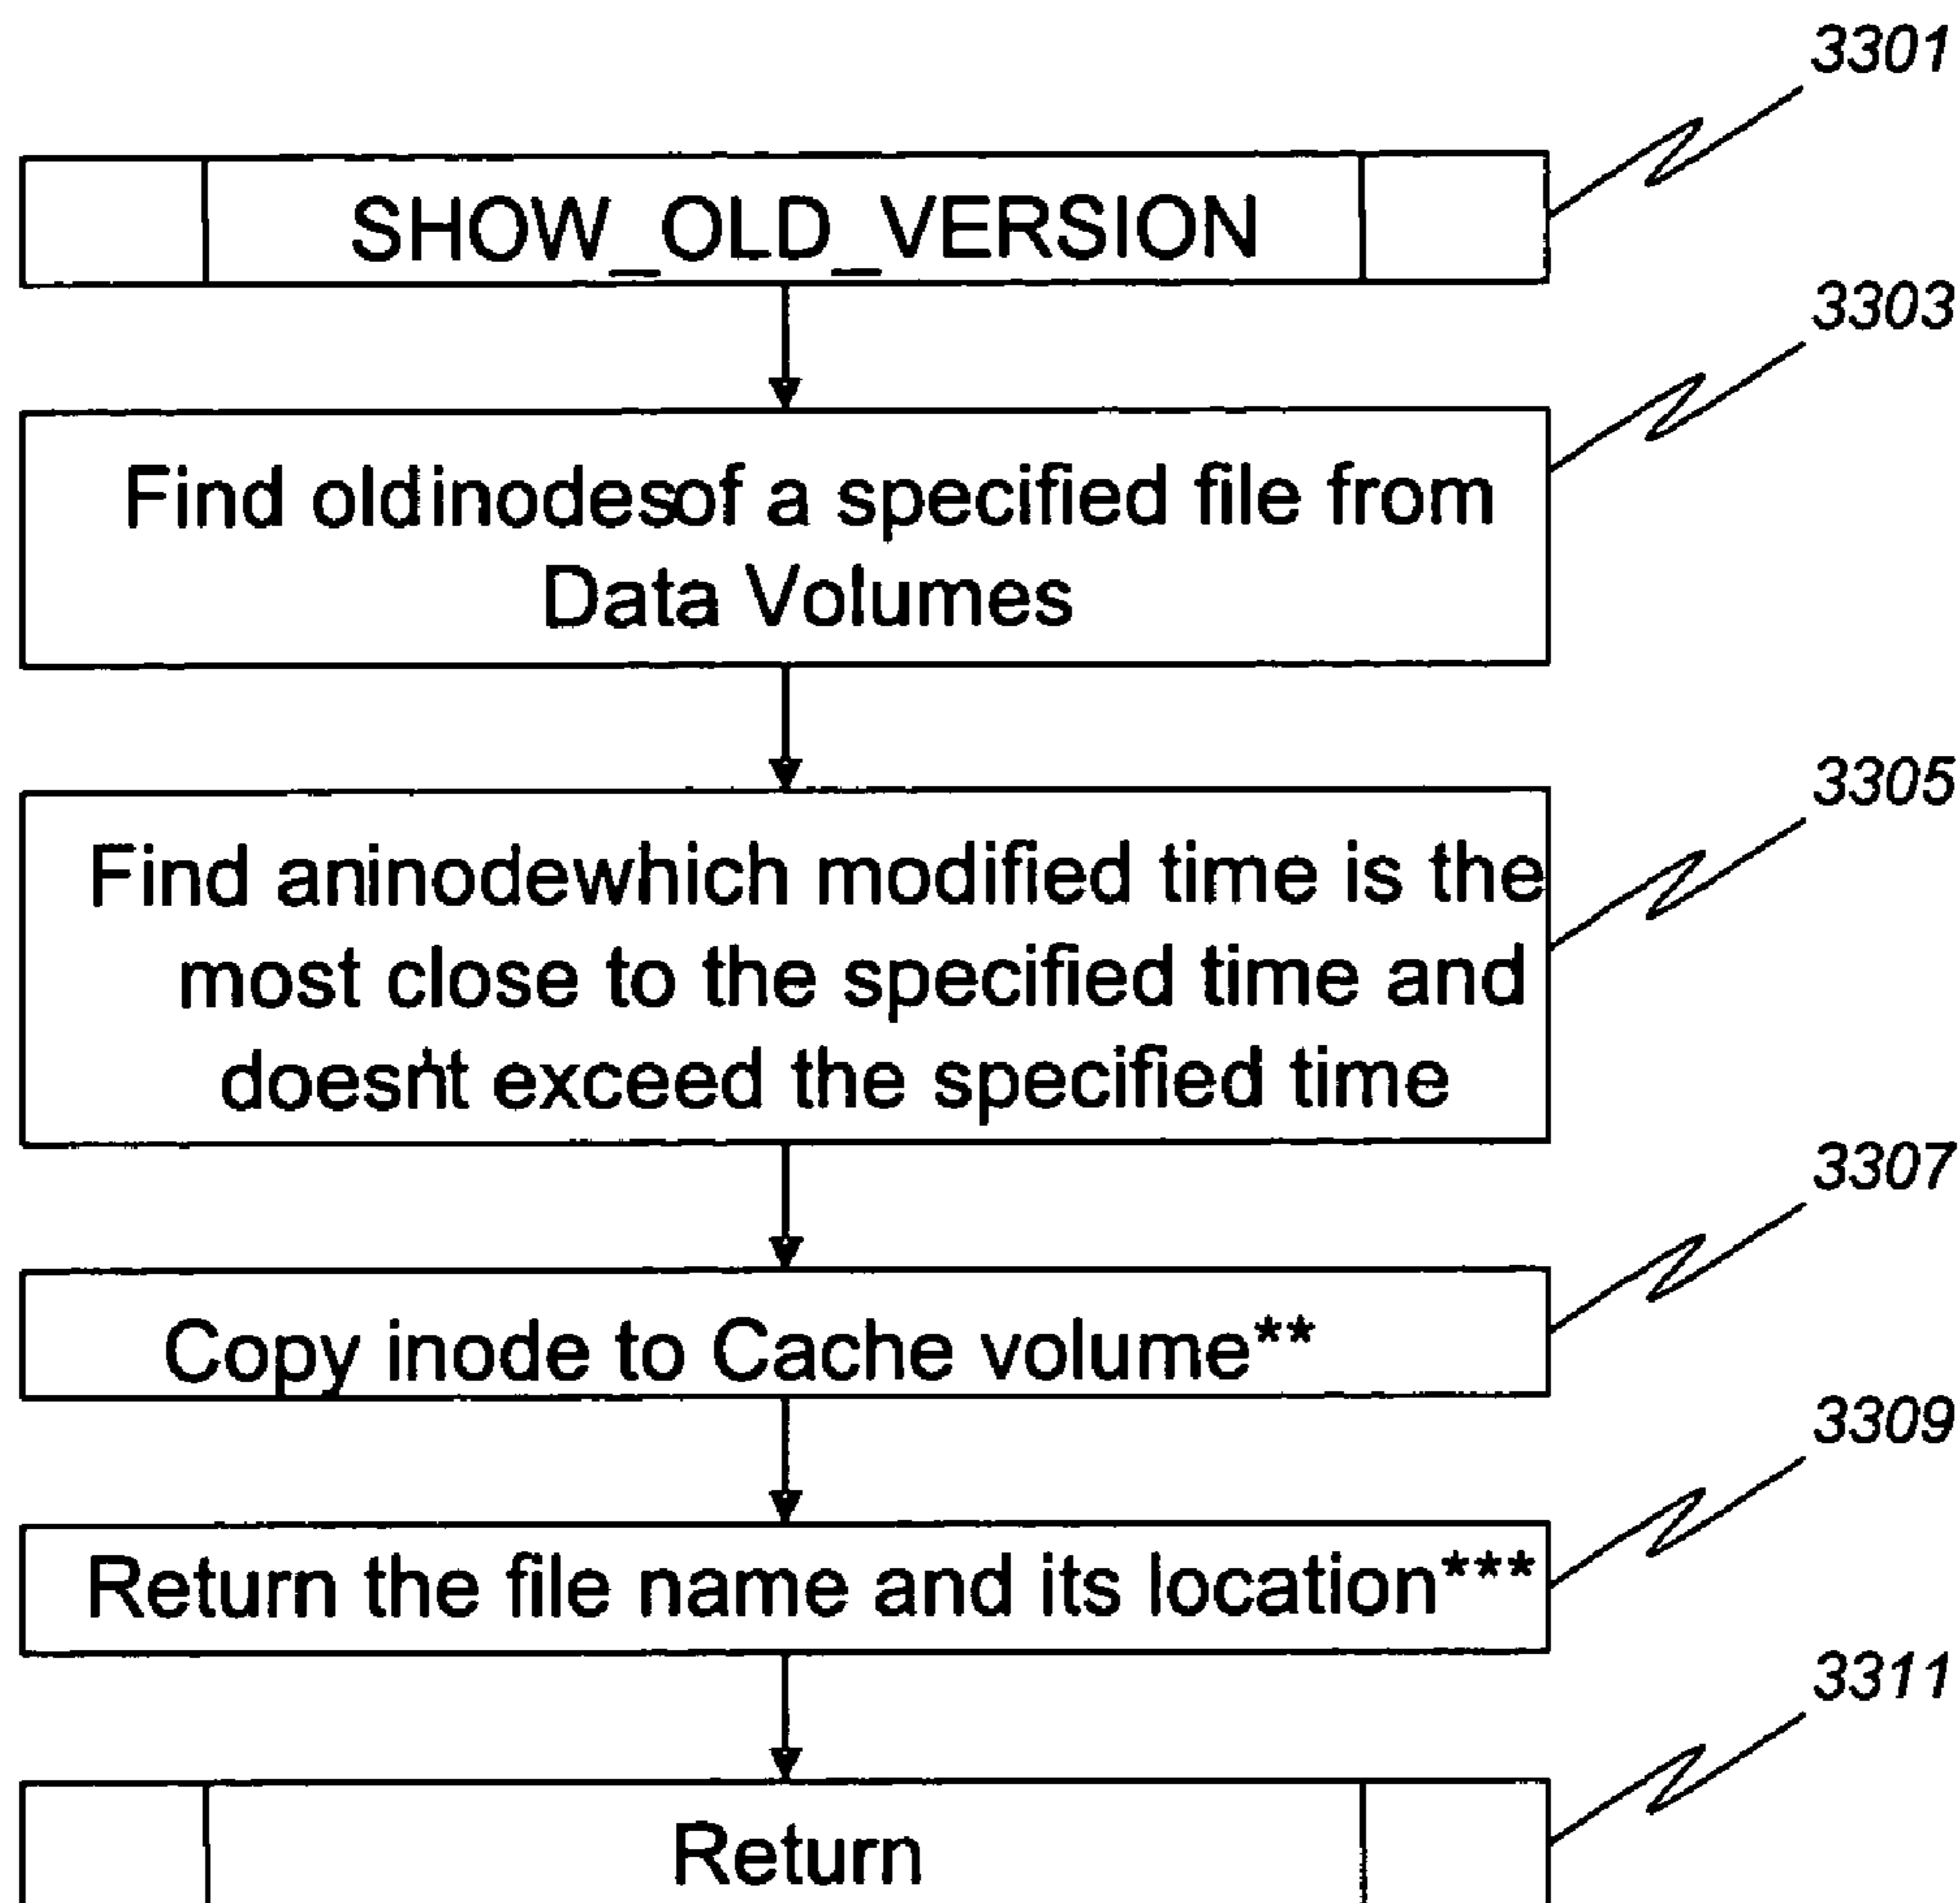 3301
SHOW_OLD_VERSION
3303
Find oldinodesof a specified file from
Data Volumes
3305
Find aninodewhich modified time is the
most close to the specified time and
doesn't exceed the specified time
3307
Copy inode to Cache volume**
3309
Return the file name and its location***
3311
Return